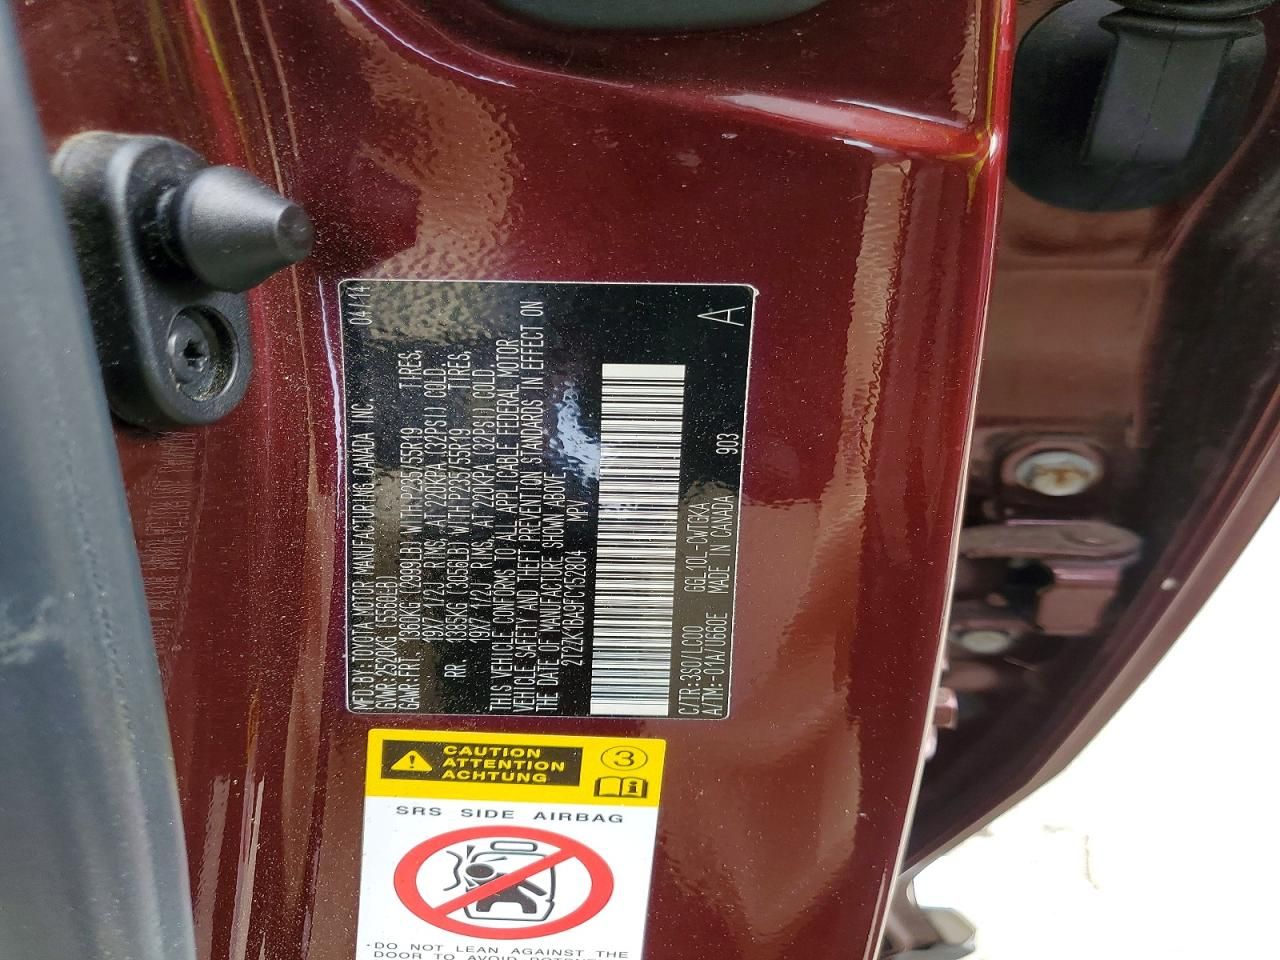 MFD.BY:TOYOTA MOTOR MANUFACTURING CANADA INC. 04/14
GVWR:2520KG (5560LB)
GAWR:FRT. 1360KG (2999LB) WITH P235/55R19 TIRES,
19X7 1/2J RIMS AT 220KPA (32PSI) COLD.
RR. 1385KG (3056LB) WITH P235/55R19 TIRES,
19X7 1/2J RIMS AT 220KPA (32PSI) COLD.
THIS VEHICLE CONFORMS TO ALL APPLICABLE FEDERAL MOTOR
VEHICLE SAFETY AND THEFT PREVENTION STANDARDS IN EFFECT ON
THE DATE OF MANUFACTURE SHOWN ABOVE.
2T2ZK1BA9FC152804 MPV
C/TR:3S0/LC00 GGL10L-CWTGKA
A/TM:-01A/U660E MADE IN CANADA 903 A
CAUTION
ATTENTION
ACHTUNG
3
i
SRS SIDE AIRBAG
-DO NOT LEAN AGAINST THE
DOOR TO AVOID